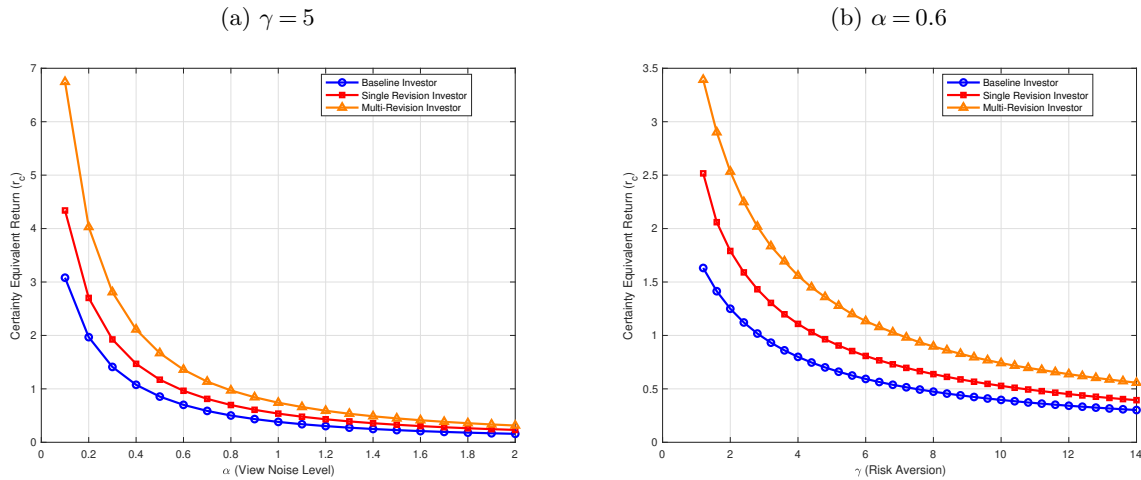 (a) γ = 5
7
6
5
4
3
2
1
0
0
0.2
0.4
0.6
0.8
1
1.2
1.4
1.6
1.8
2
Certainty Equivalent Return (r_c)
α (View Noise Level)
Baseline Investor
Single Revision Investor
Multi-Revision Investor
(b) α = 0.6
3.5
3
2.5
2
1.5
1
0.5
0
0
2
4
6
8
10
12
14
Certainty Equivalent Return (r_c)
γ (Risk Aversion)
Baseline Investor
Single Revision Investor
Multi-Revision Investor